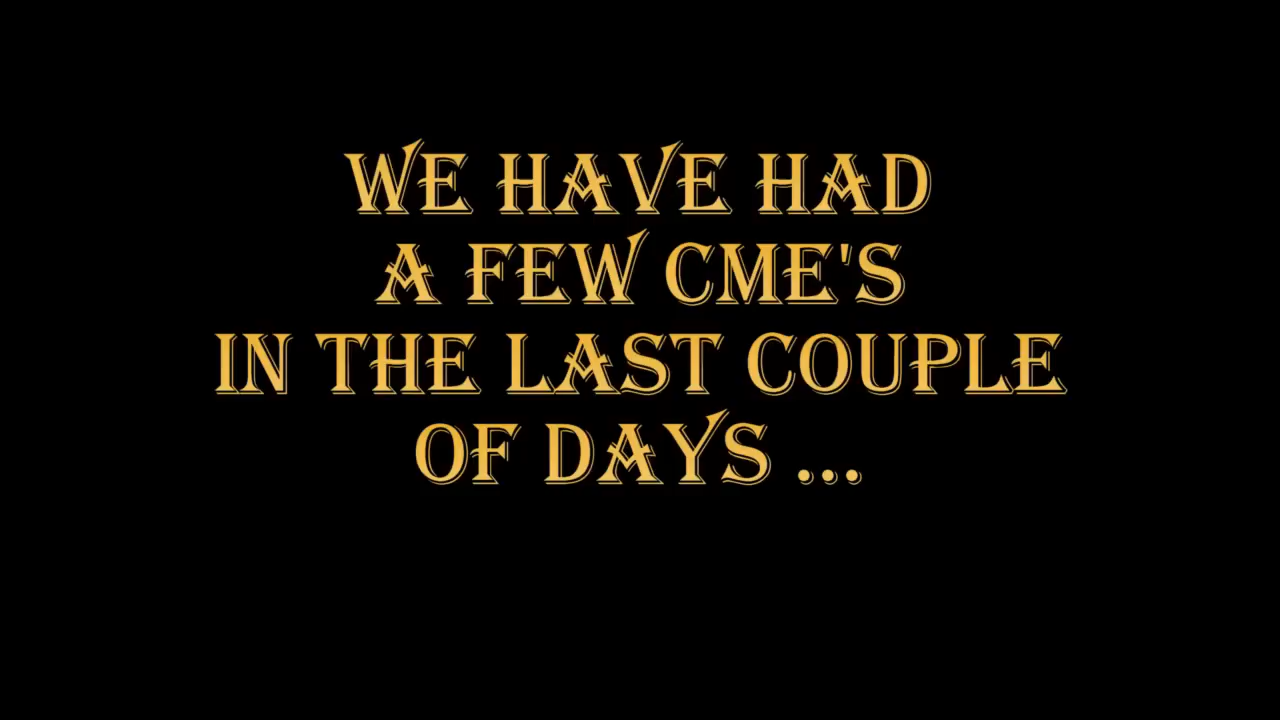 WE HAVE HAD
A FEW CME'S
IN THE LAST COUPLE
OF DAYS ...